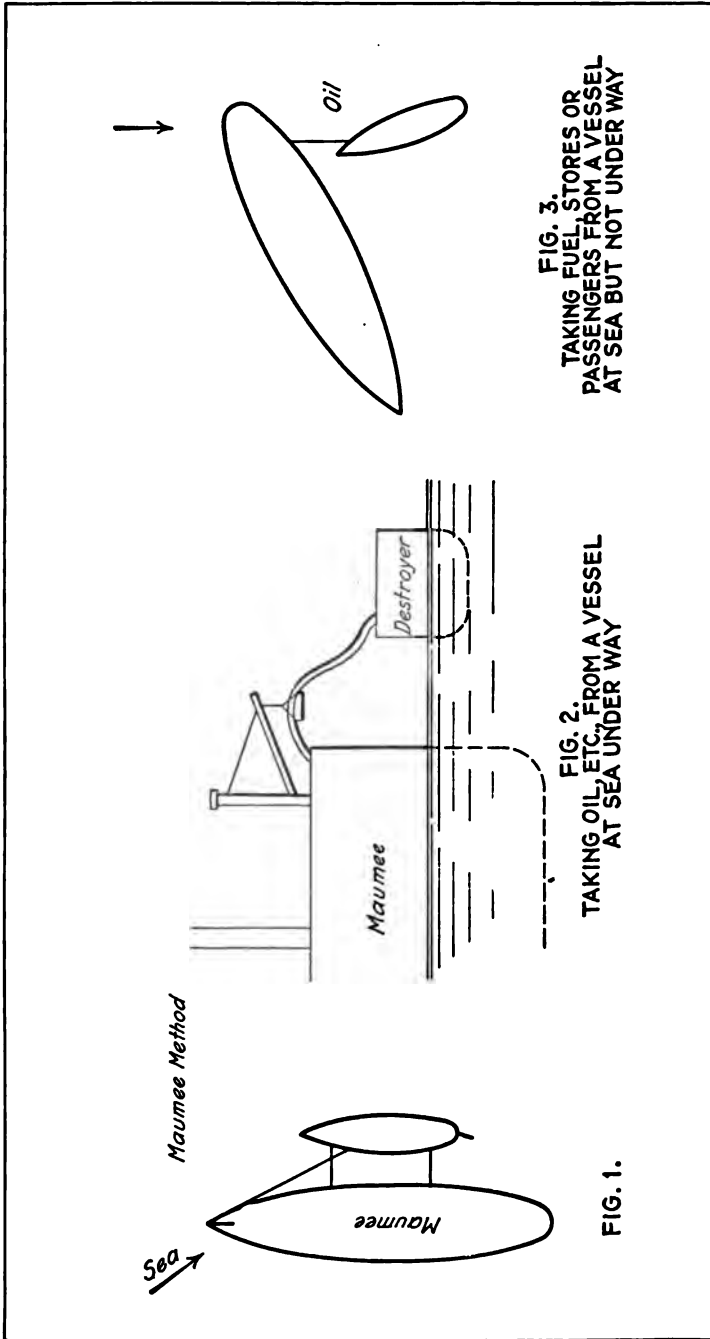 Maumee Method
Sea
Maumee
FIG. 1.
Maumee
Destroyer
FIG. 2.
TAKING OIL, ETC., FROM A VESSEL
AT SEA UNDER WAY
Oil
FIG. 3.
TAKING FUEL, STORES OR
PASSENGERS FROM A VESSEL
AT SEA BUT NOT UNDER WAY